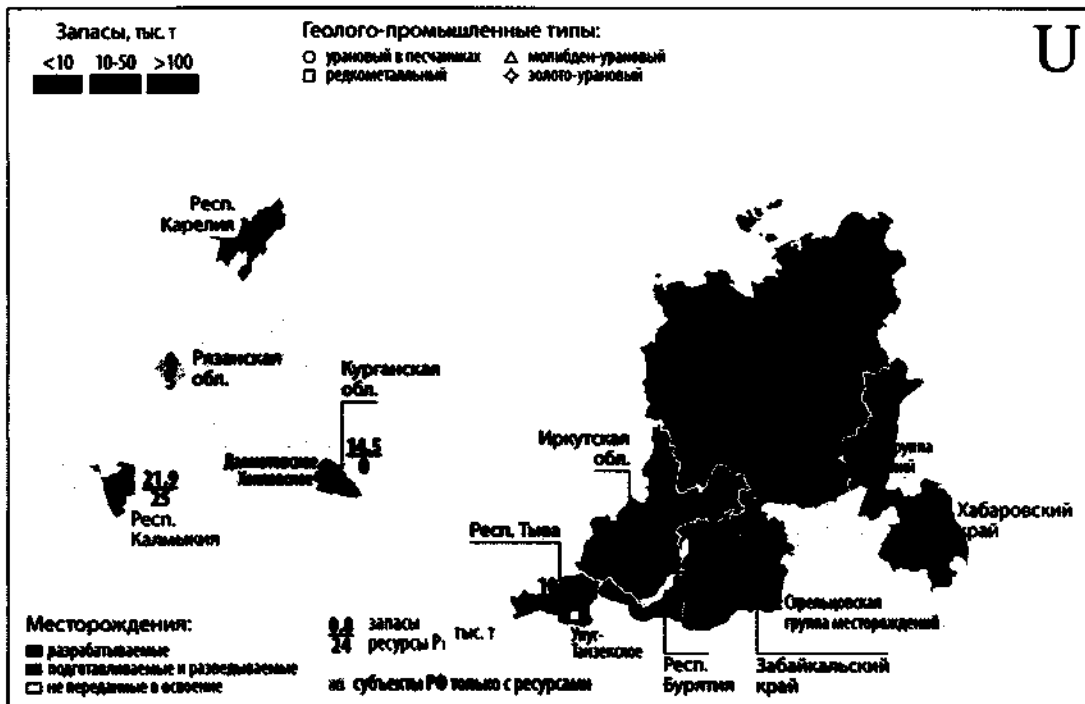 Запасы, тыс. т
<10 10-50 >100
Геолого-промышленные типы:
урановый в песчаниках
молибден-урановый
редкометалльный
золото-урановый
U
Респ.
Карелия
Рязанская
обл.
Курганская
обл.
14,5
0
Далматовское
Хохловское
21,9
25
Респ.
Калмыкия
Иркутская
обл.
Хабаровский
край
Респ. Тыва
Улуг-
Танзекское
Стрельцовская
группа месторождений
Респ.
Бурятия
Забайкальский
край
Месторождения:
разрабатываемые
подготавливаемые и разведываемые
не переданные в освоение
24
запасы
ресурсы P₁
тыс. т
субъекты РФ только с ресурсами